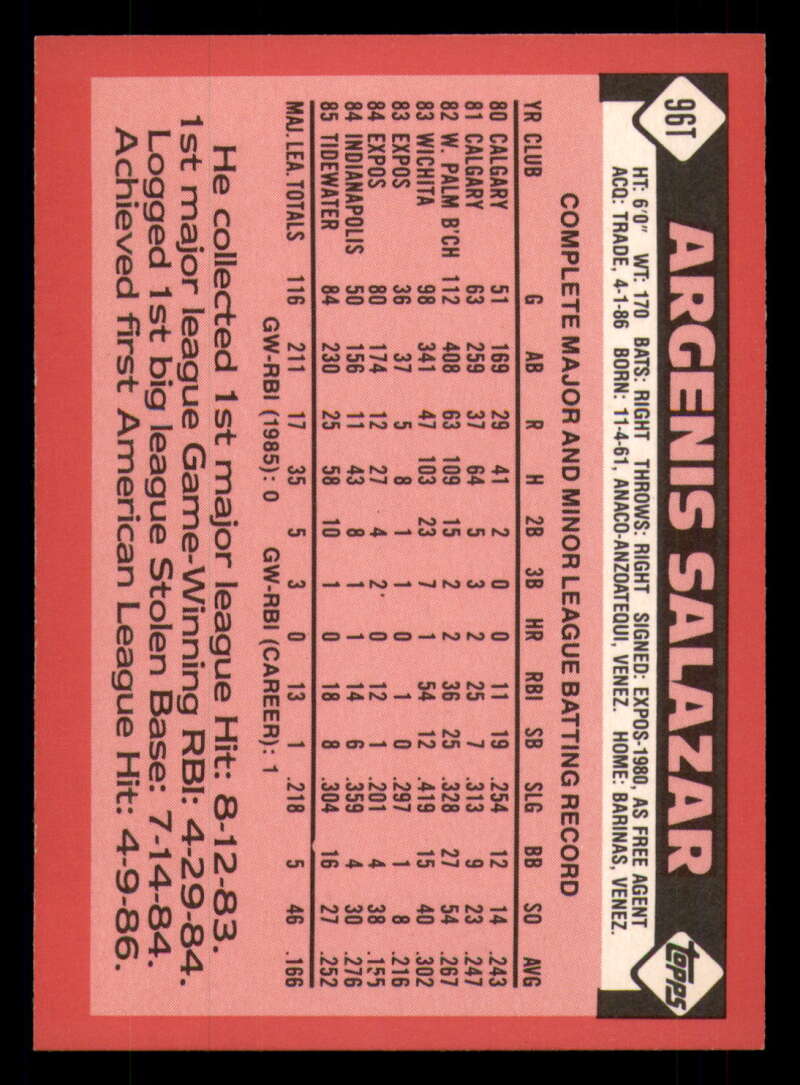 96T
ARGENIS SALAZAR
topps
HT: 6'0" WT: 170 BATS: RIGHT THROWS: RIGHT SIGNED: EXPOS-1980, AS FREE AGENT
ACQ: TRADE, 4-1-86 BORN: 11-4-61, ANACO-ANZOATEQUI, VENEZ. HOME: BARINAS, VENEZ.
COMPLETE MAJOR AND MINOR LEAGUE BATTING RECORD
YR CLUB G AB R H 2B 3B HR RBI SB SLG BB SO AVG
80 CALGARY 51 169 29 41 2 0 0 11 19 .254 12 14 .243
81 CALGARY 63 259 37 64 5 3 2 25 7 .313 9 23 .247
82 W. PALM B'CH 112 408 63 109 15 2 2 36 25 .328 27 54 .267
83 WICHITA 98 341 47 103 23 7 1 54 12 .419 15 40 .302
83 EXPOS 36 37 5 8 1 1 0 1 0 .297 1 8 .216
84 EXPOS 80 174 12 27 4 2 0 12 1 .201 4 38 .155
84 INDIANAPOLIS 50 156 11 43 8 1 1 14 6 .359 4 30 .276
85 TIDEWATER 84 230 25 58 10 1 0 18 8 .304 16 27 .252
MAJ. LEA. TOTALS 116 211 17 35 5 3 0 13 1 .218 5 46 .166
GW-RBI (1985): 0 GW-RBI (CAREER): 1
He collected 1st major league Hit: 8-12-83.
1st major league Game-Winning RBI: 4-29-84.
Logged 1st big league Stolen Base: 7-14-84.
Achieved first American League Hit: 4-9-86.